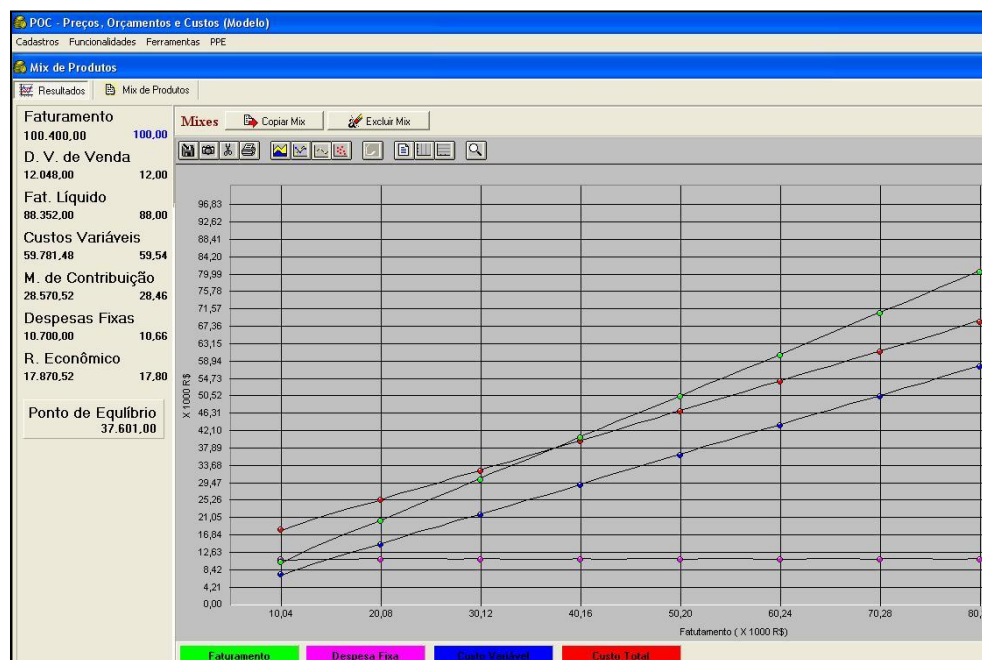 POC - Preços, Orçamentos e Custos (Modelo)
Cadastros Funcionalidades Ferramentas PPE
Mix de Produtos
Resultados Mix de Produtos
Faturamento
100.400,00 100,00
D. V. de Venda
12.048,00 12,00
Fat. Líquido
88.352,00 88,00
Custos Variáveis
59.781,48 59,54
M. de Contribuição
28.570,52 28,46
Despesas Fixas
10.700,00 10,66
R. Econômico
17.870,52 17,80
Ponto de Equlíbrio
37.601,00
Mixes Copiar Mix Excluir Mix
96,83
92,62
88,41
84,20
79,99
75,78
71,57
67,36
63,15
58,94
54,73
50,52
46,31
42,10
37,89
33,68
29,47
25,26
21,05
16,84
12,63
8,42
4,21
0,00
X 1000 R$
10,04 20,08 30,12 40,16 50,20 60,24 70,28 80,
Fatutamento ( X 1000 R$)
Faturamento Despesa Fixa Custo Variável Custo Total